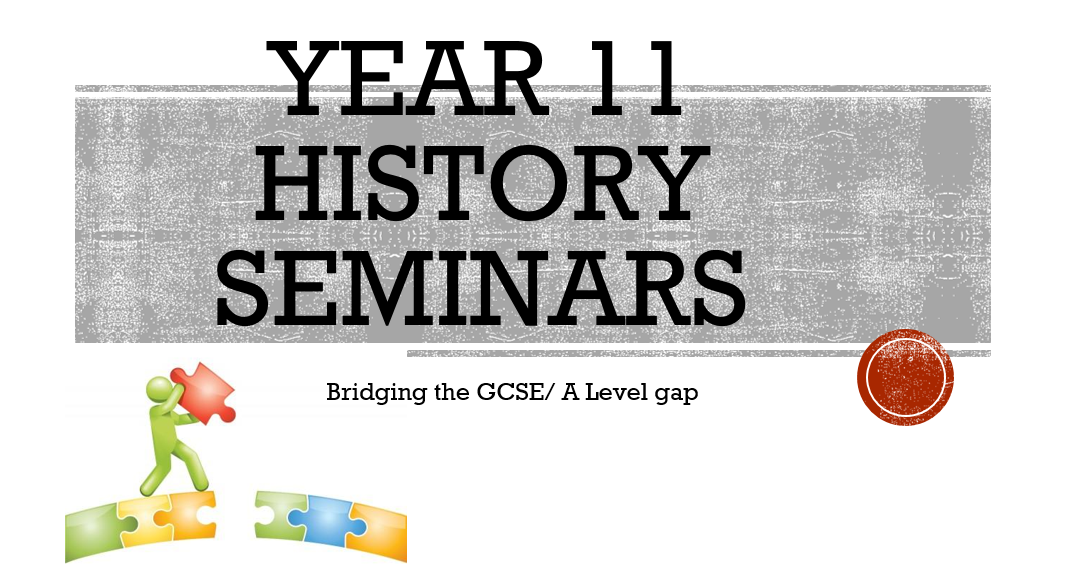 YEAR 11
HISTORY
SEMINARS
Bridging the GCSE/ A Level gap